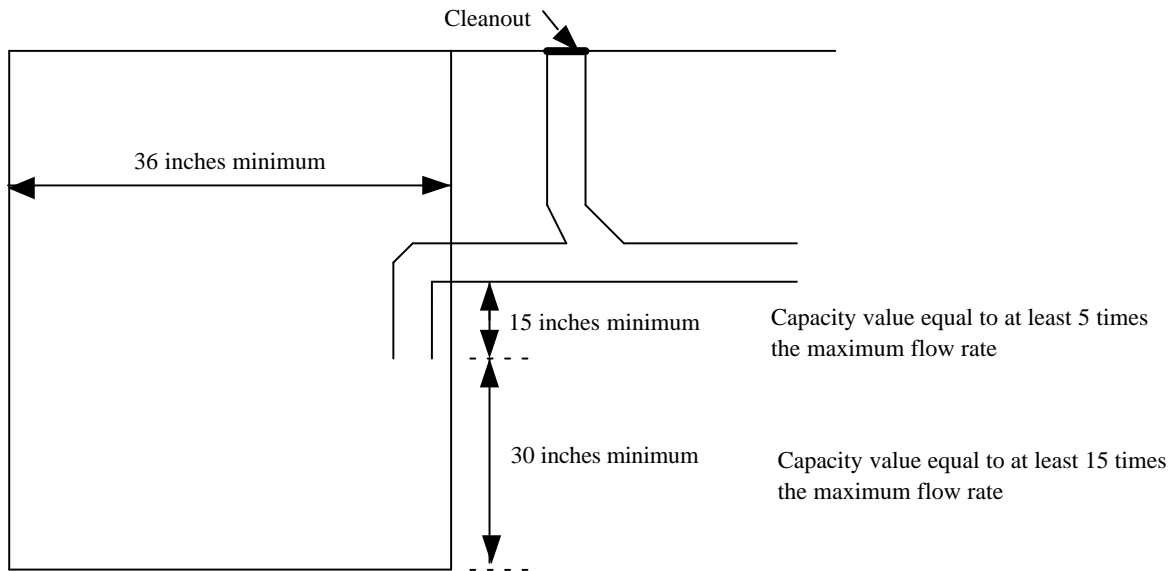 Cleanout
36 inches minimum
15 inches minimum
Capacity value equal to at least 5 times
the maximum flow rate
30 inches minimum
Capacity value equal to at least 15 times
the maximum flow rate